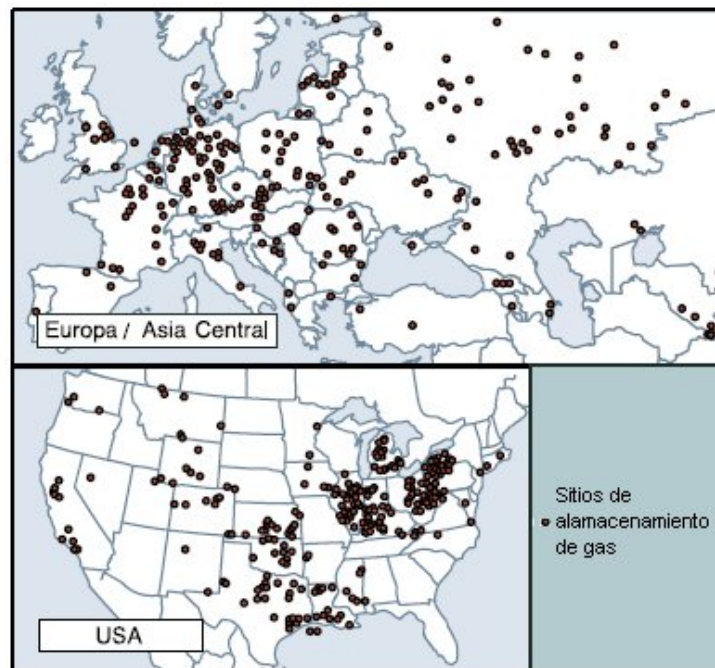 Europa / Asia Central
USA
Sitios de
alamacenamiento
de gas